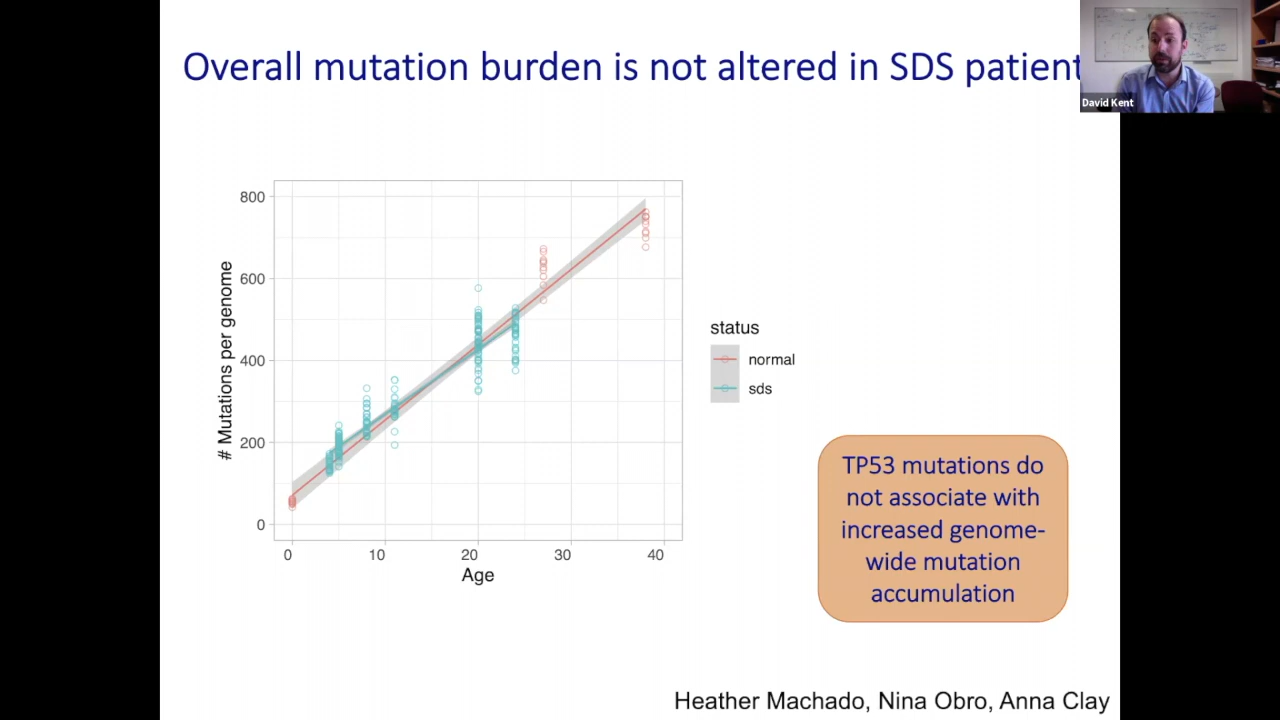 Overall mutation burden is not altered in SDS patient
David Kent
800
600
400
200
0
# Mutations per genome
0 10 20 30 40
Age
status
normal
sds
TP53 mutations do
not associate with
increased genome-
wide mutation
accumulation
Heather Machado, Nina Obro, Anna Clay